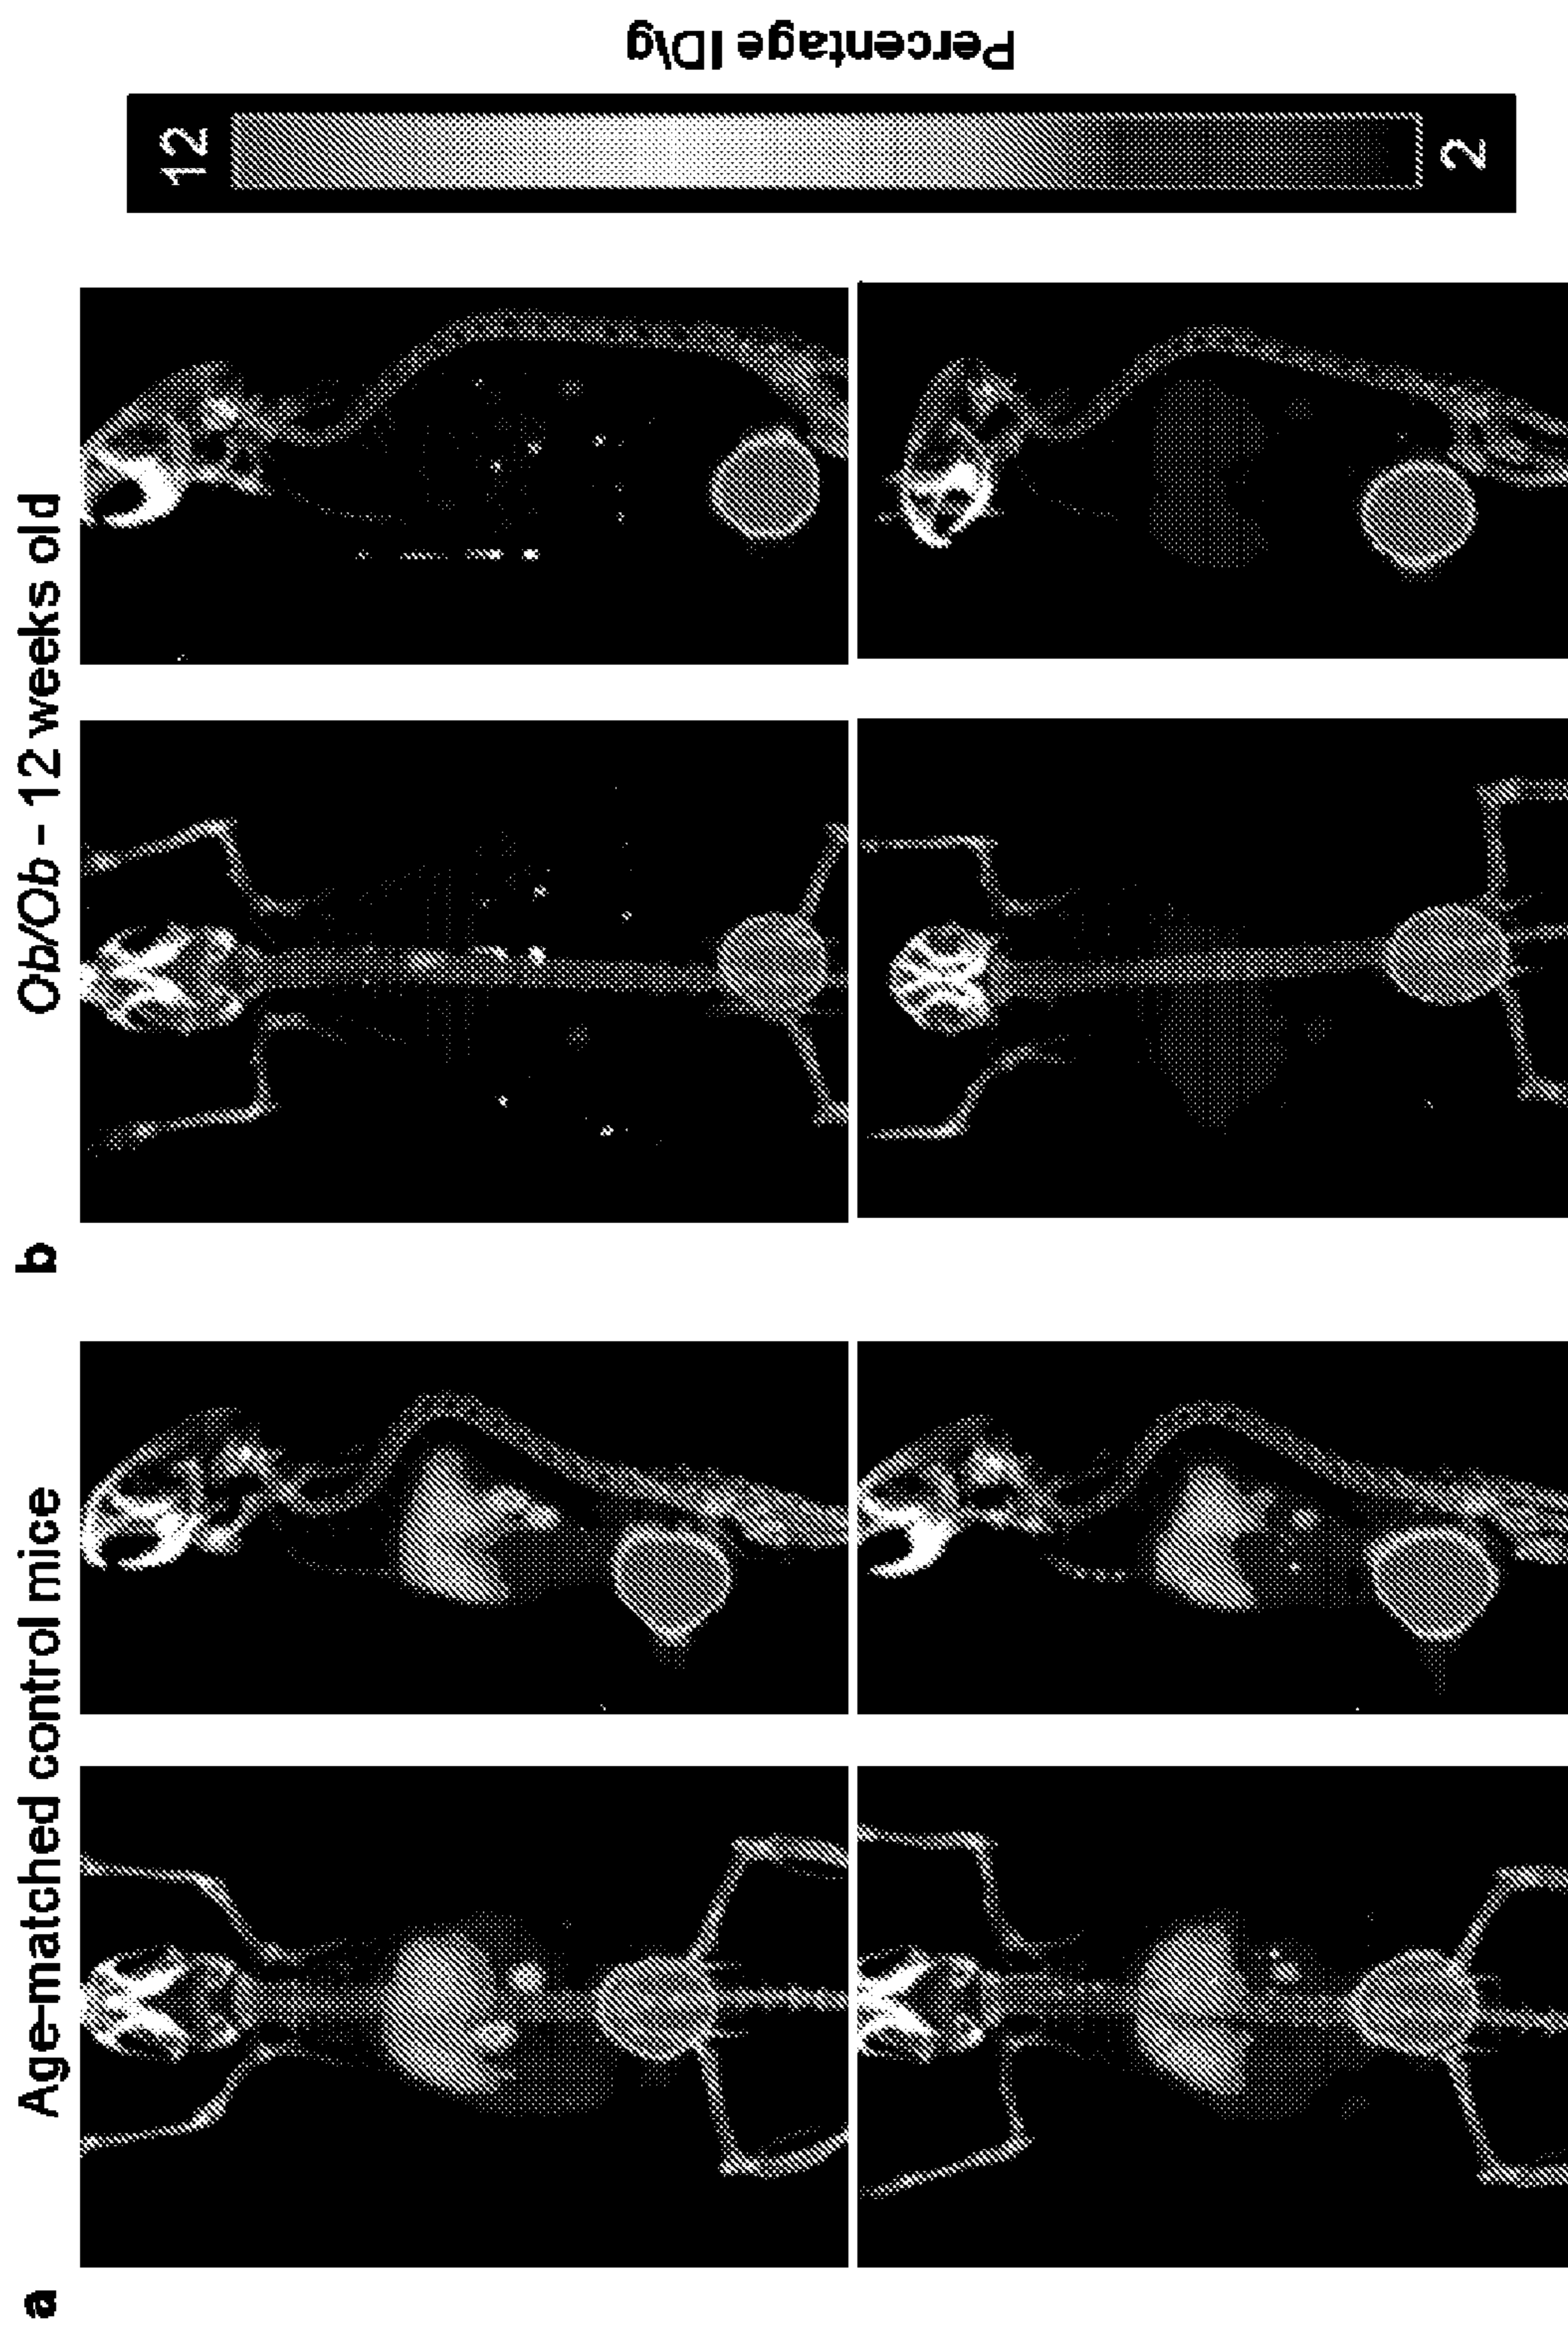 a
Age-matched control mice
b
Ob/Ob - 12 weeks old
12
2
Percentage ID\g